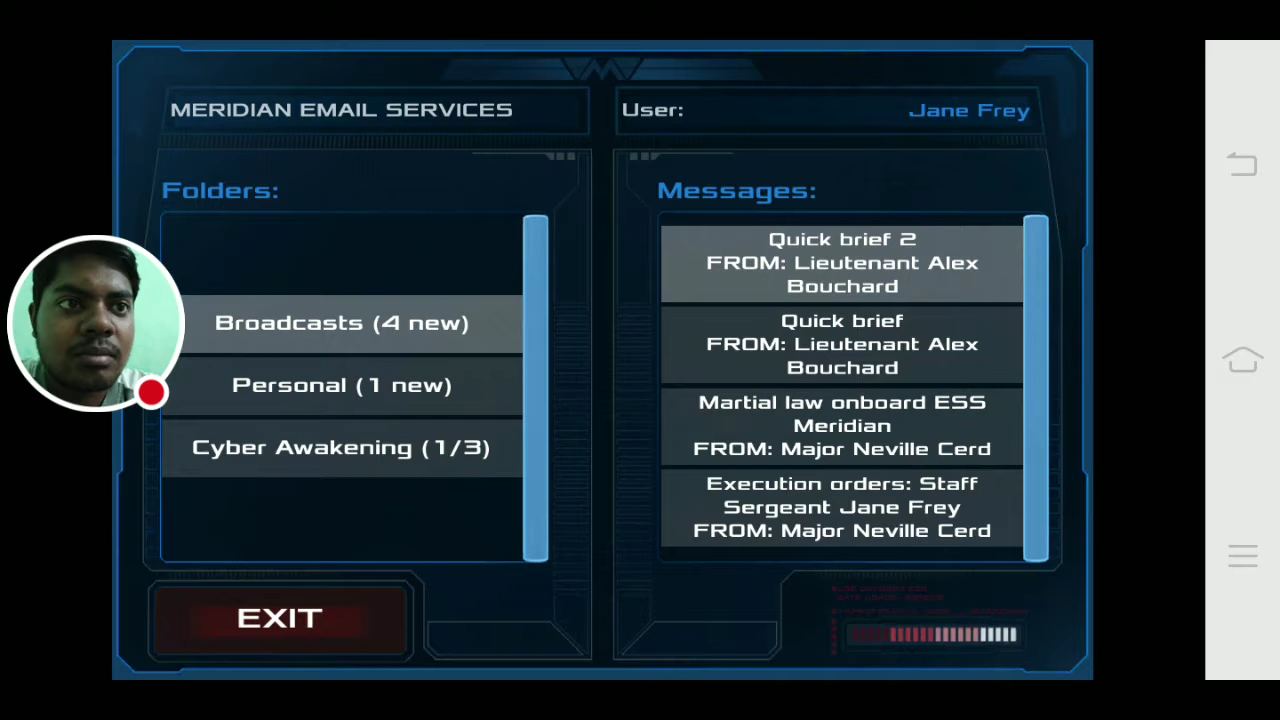 MERIDIAN EMAIL SERVICES
User:
Jane Frey
Folders:
Broadcasts (4 new)
Personal (1 new)
Cyber Awakening (1/3)
Messages:
Quick brief 2
FROM: Lieutenant Alex
Bouchard
Quick brief
FROM: Lieutenant Alex
Bouchard
Martial law onboard ESS
Meridian
FROM: Major Neville Cerd
Execution orders: Staff
Sergeant Jane Frey
FROM: Major Neville Cerd
EXIT